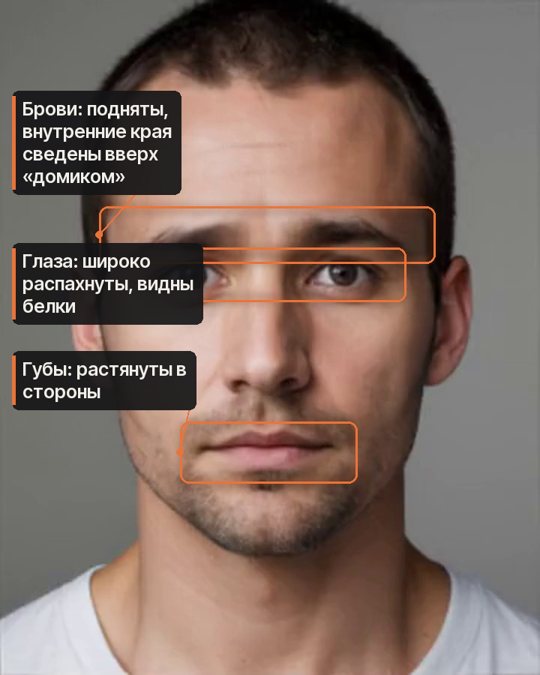 Брови: подняты,
внутренние края
сведены вверх
«домиком»
Глаза: широко
распахнуты, видны
белки
Губы: растянуты в
стороны